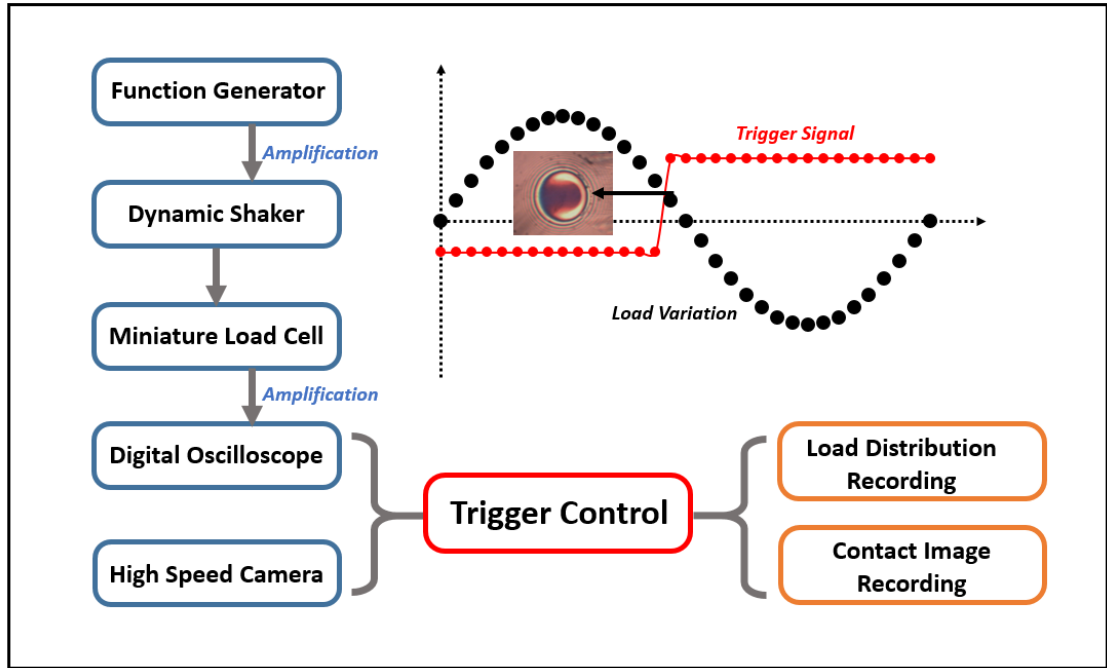 Function Generator
Amplification
Dynamic Shaker
Miniature Load Cell
Amplification
Digital Oscilloscope
High Speed Camera
Trigger Signal
Load Variation
Trigger Control
Load Distribution
Recording
Contact Image
Recording